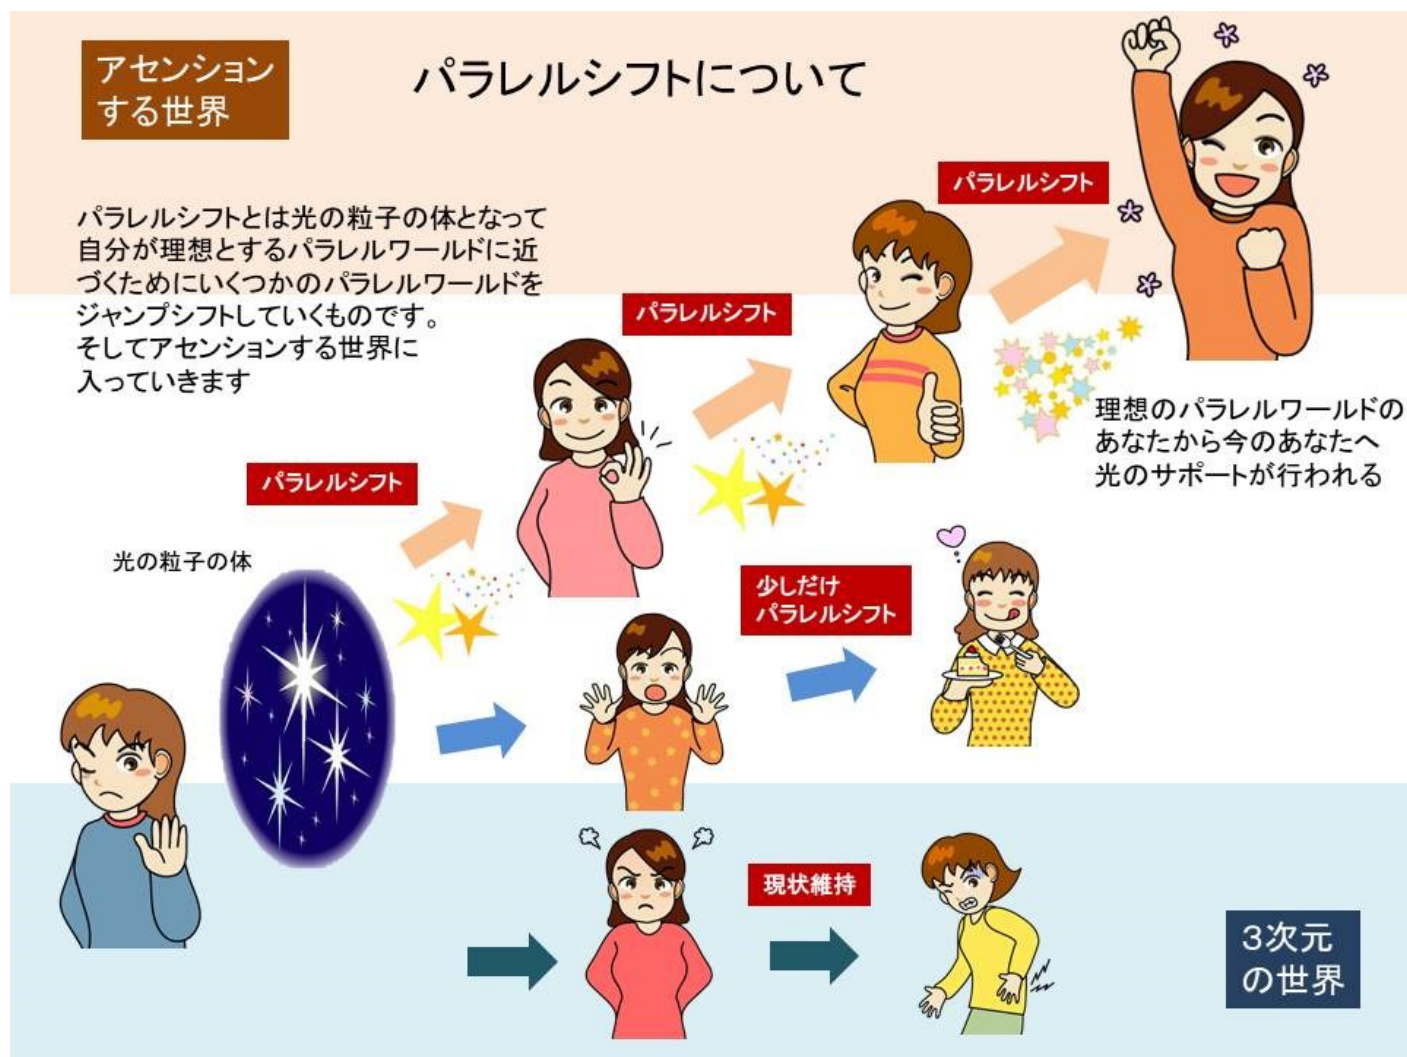 アセンション
する世界
パラレルシフトについて
パラレルシフト
パラレルシフトとは光の粒子の体となって
自分が理想とするパラレルワールドに近
づくためにいくつかのパラレルワールドを
ジャンプシフトしていくものです。
そしてアセンションする世界に
入っていきます
パラレルシフト
理想のパラレルワールドの
あなたから今のあなたへ
光のサポートが行われる
パラレルシフト
光の粒子の体
少しだけ
パラレルシフト
現状維持
3次元
の世界